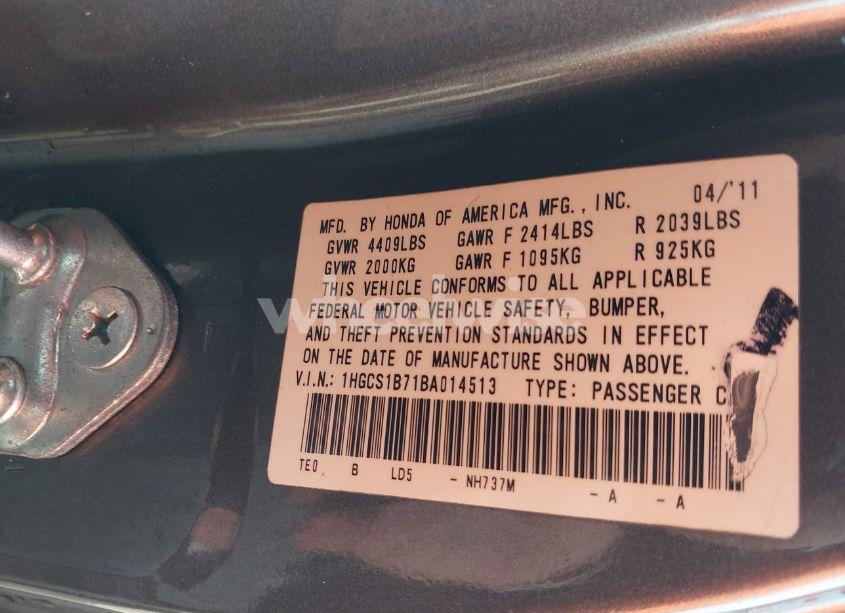 MFD. BY HONDA OF AMERICA MFG., INC. 04/'11
GVWR 4409LBS GAWR F 2414LBS R 2039LBS
GVWR 2000KG GAWR F 1095KG R 925KG
THIS VEHICLE CONFORMS TO ALL APPLICABLE
FEDERAL MOTOR VEHICLE SAFETY, BUMPER,
AND THEFT PREVENTION STANDARDS IN EFFECT
ON THE DATE OF MANUFACTURE SHOWN ABOVE.
V.I.N.: 1HGCS1B71BA014513 TYPE: PASSENGER C
TE0 B LD5 - NH737M - A - A
wheelwise